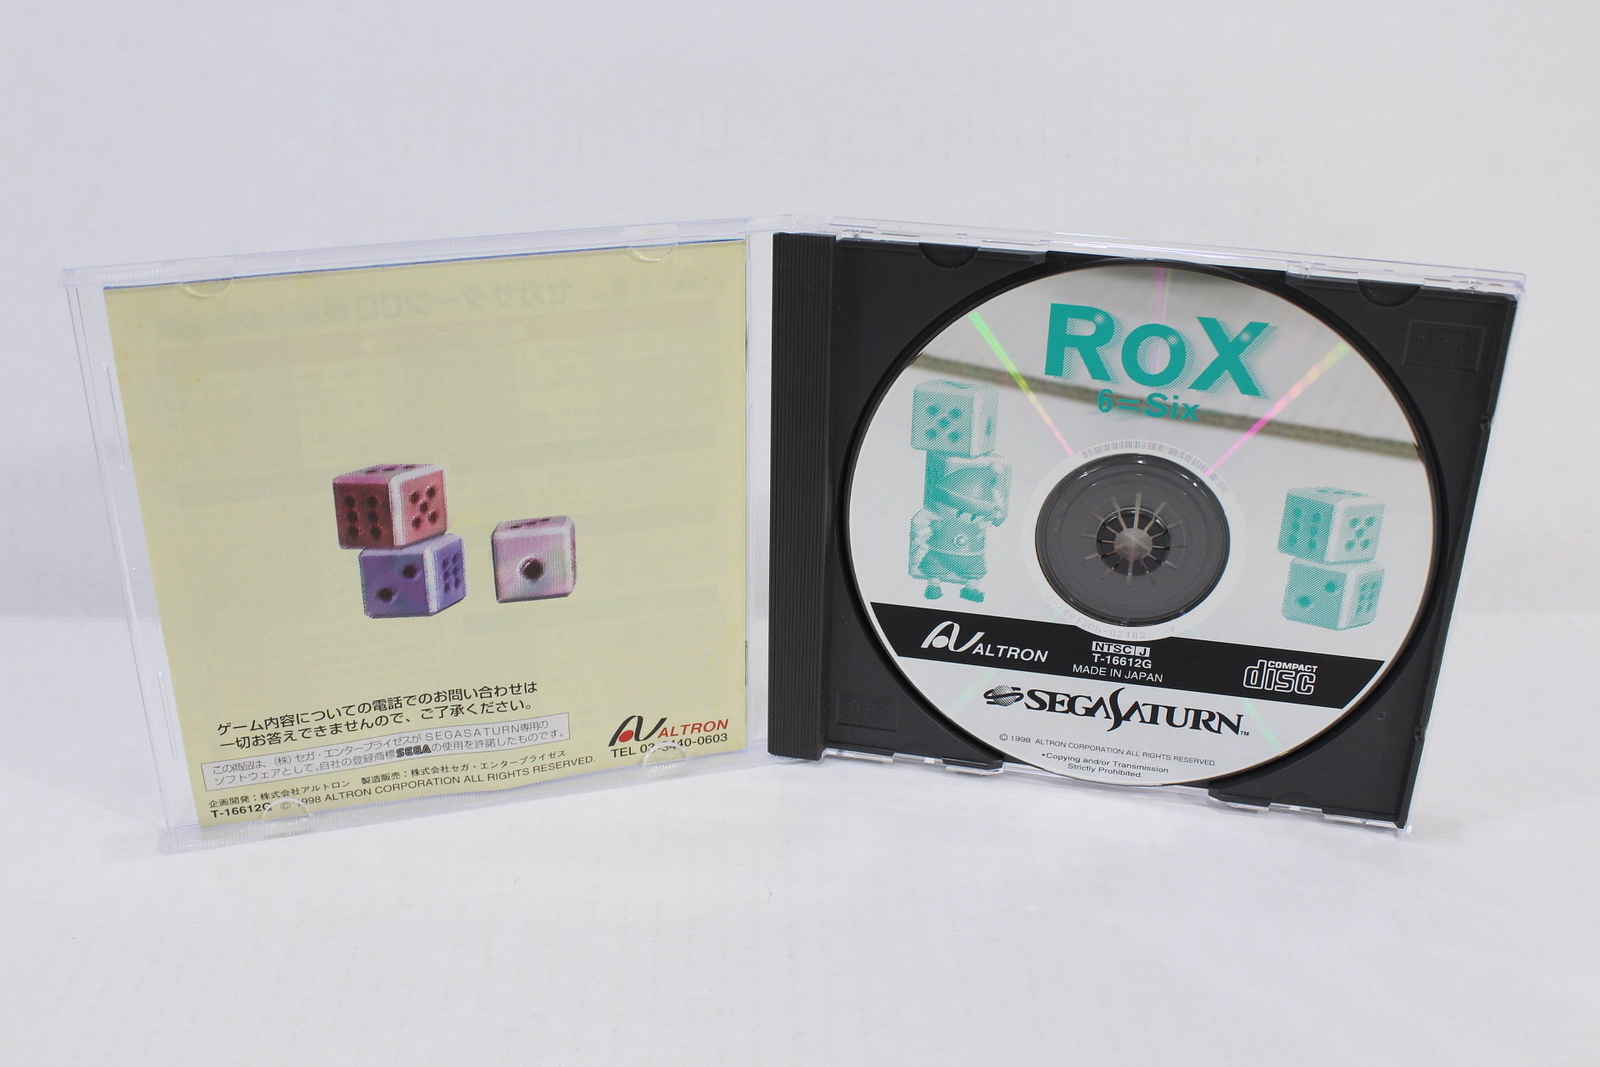 ゲーム内容についての電話でのお問い合わせは
一切お答えできませんので、ご了承ください。
この商品は、(株)セガ・エンタープライゼスがSEGASATURN専用の
ソフトウェアとして、自社の登録商標SEGAの使用を許諾したものです。
企画開発：株式会社アルトロン 製造販売：株式会社セガ・エンタープライゼス
T-16612G © 1998 ALTRON CORPORATION ALL RIGHTS RESERVED.
ALTRON
TEL 03-3440-0603
RoX
6=Six
ALTRON
NTSC J
T-16612G
MADE IN JAPAN
COMPACT
disc
SEGASATURN™
© 1998 ALTRON CORPORATION ALL RIGHTS RESERVED.
•Copying and/or Transmission
Strictly Prohibited.